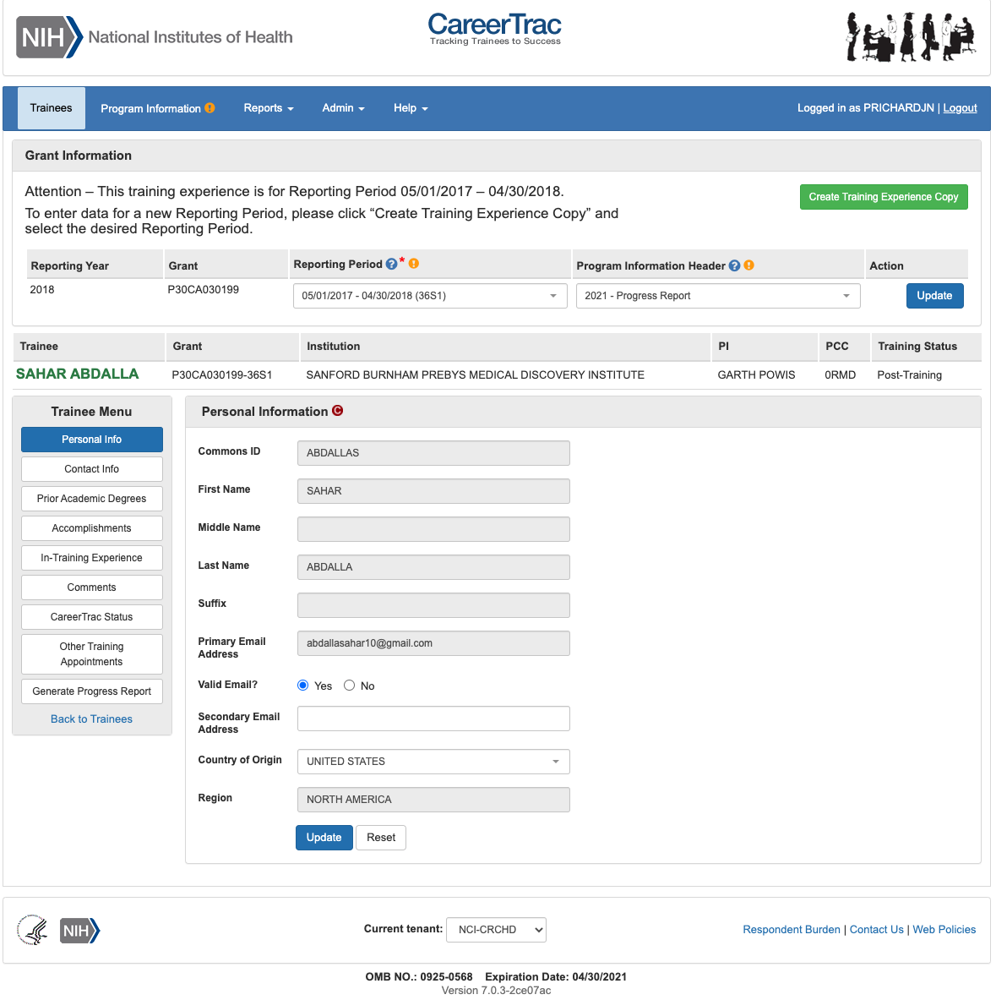 NIH National Institutes of Health
CareerTrac
Tracking Trainees to Success
Trainees Program Information ! Reports Admin Help Logged in as PRICHARDJN | Logout
Grant Information
Attention – This training experience is for Reporting Period 05/01/2017 – 04/30/2018.
Create Training Experience Copy
To enter data for a new Reporting Period, please click “Create Training Experience Copy” and
select the desired Reporting Period.
Reporting Year Grant Reporting Period ? * ! Program Information Header ? ! Action
2018 P30CA030199 05/01/2017 - 04/30/2018 (36S1) 2021 - Progress Report Update
Trainee Grant Institution PI PCC Training Status
SAHAR ABDALLA P30CA030199-36S1 SANFORD BURNHAM PREBYS MEDICAL DISCOVERY INSTITUTE GARTH POWIS 0RMD Post-Training
Trainee Menu
Personal Info
Contact Info
Prior Academic Degrees
Accomplishments
In-Training Experience
Comments
CareerTrac Status
Other Training
Appointments
Generate Progress Report
Back to Trainees
Personal Information C
Commons ID ABDALLAS
First Name SAHAR
Middle Name
Last Name ABDALLA
Suffix
Primary Email
Address abdallasahar10@gmail.com
Valid Email? Yes No
Secondary Email
Address
Country of Origin UNITED STATES
Region NORTH AMERICA
Update Reset
NIH
Current tenant: NCI-CRCHD
Respondent Burden | Contact Us | Web Policies
OMB NO.: 0925-0568 Expiration Date: 04/30/2021
Version 7.0.3-2ce07ac